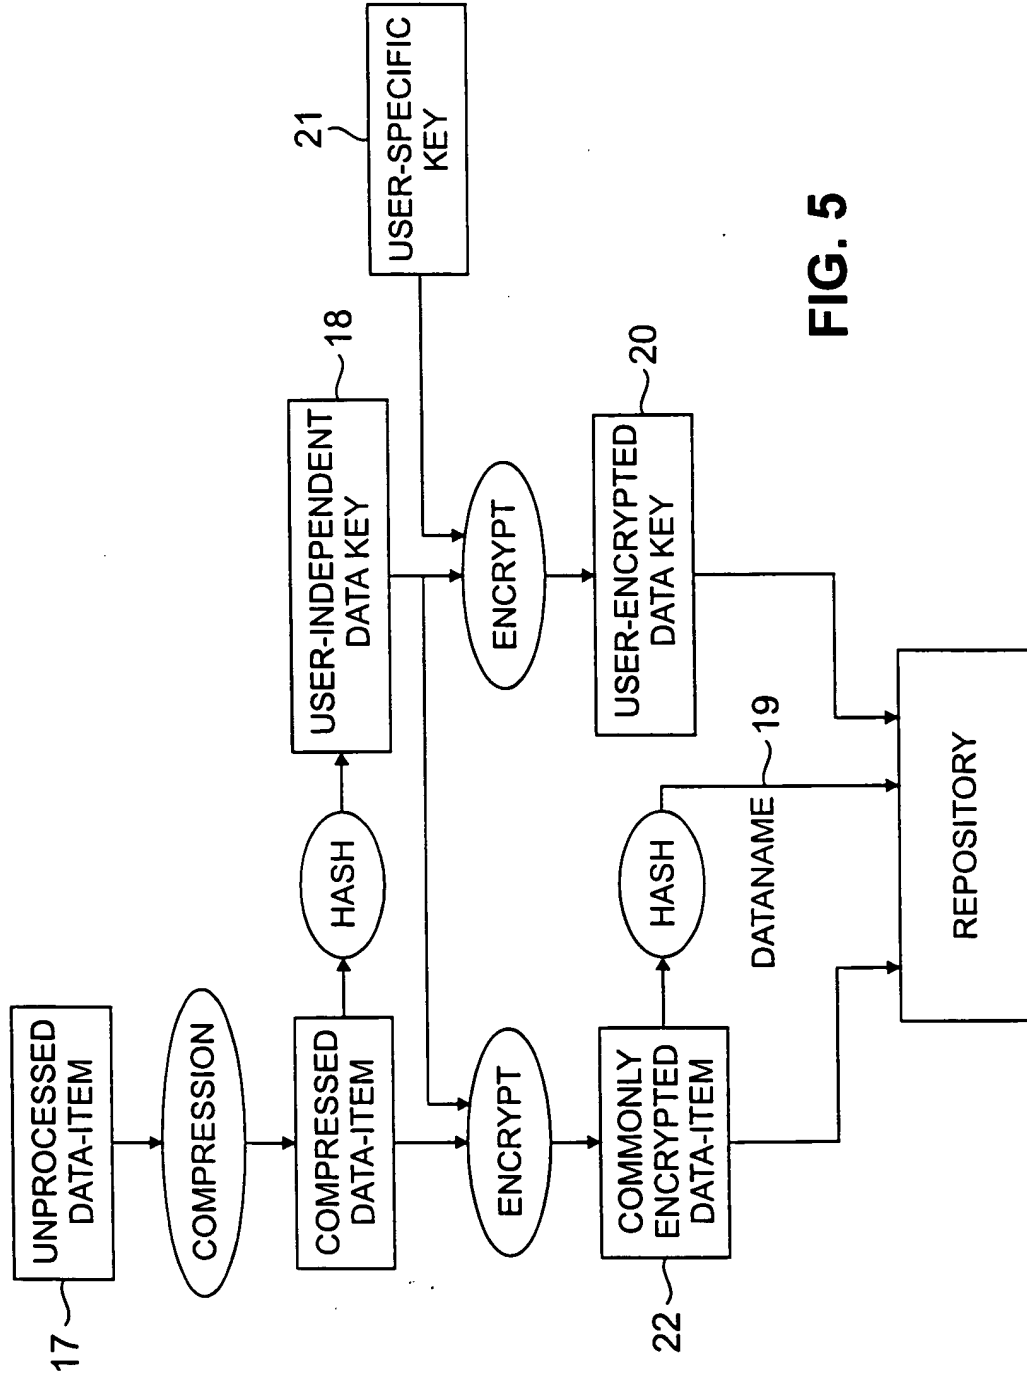 17
UNPROCESSED
DATA-ITEM
COMPRESSION
COMPRESSED
DATA-ITEM
HASH
USER-INDEPENDENT
DATA KEY
18
21
USER-SPECIFIC
KEY
ENCRYPT
ENCRYPT
22
COMMONLY
ENCRYPTED
DATA-ITEM
HASH
DATANAME
19
USER-ENCRYPTED
DATA KEY
20
REPOSITORY
FIG. 5